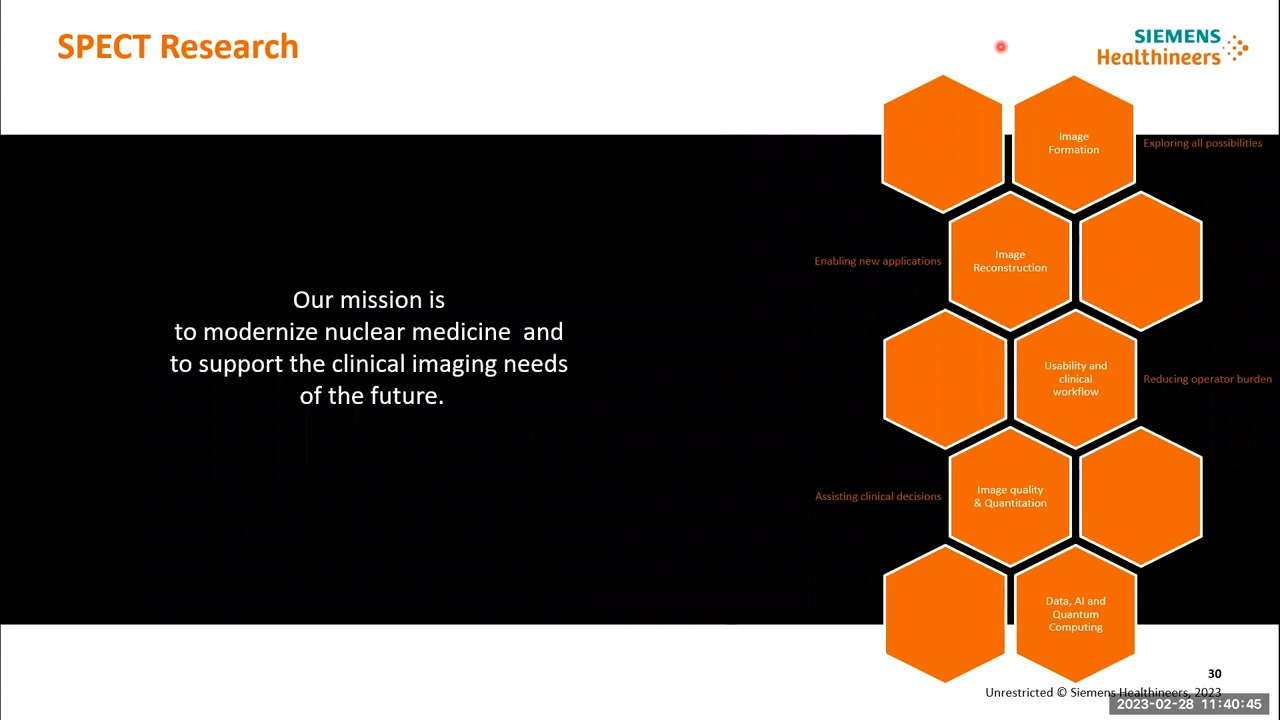 SPECT Research
SIEMENS
Healthineers
Image
Formation
Exploring all possibilities
Enabling new applications
Image
Reconstruction
Our mission is
to modernize nuclear medicine and
to support the clinical imaging needs
of the future.
Usability and
clinical
workflow
Reducing operator burden
Assisting clinical decisions
Image quality
& Quantitation
Data, AI and
Quantum
Computing
30
Unrestricted © Siemens Healthineers, 2023
2023-02-28 11:40:45